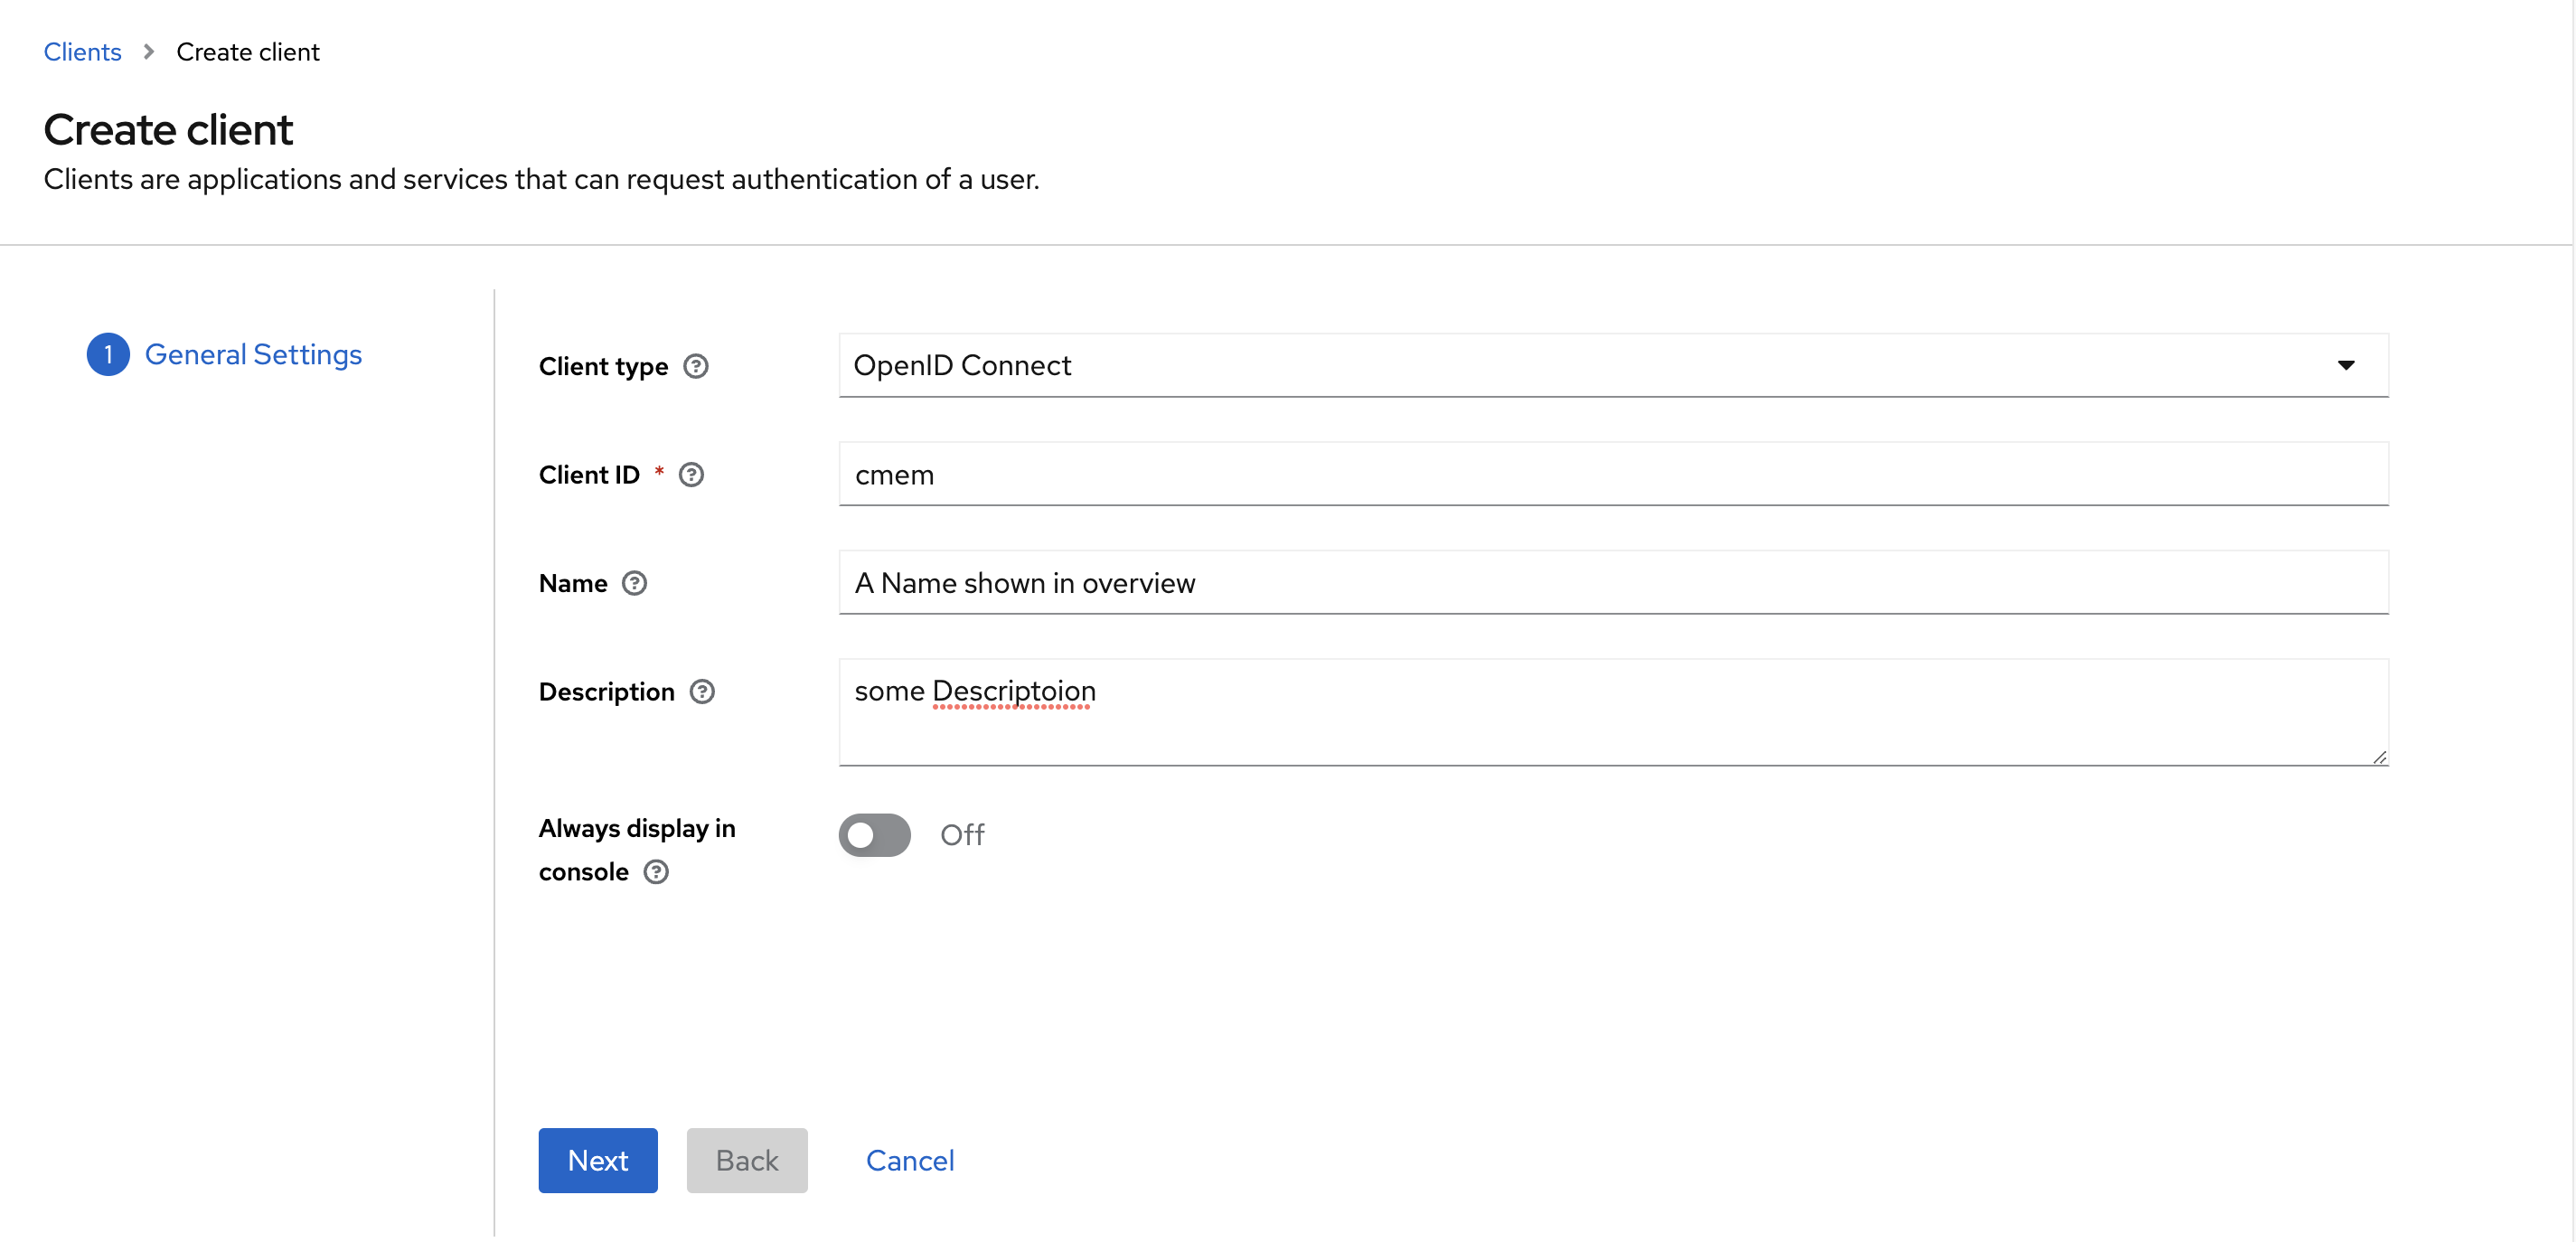 Clients > Create client
Create client
Clients are applications and services that can request authentication of a user.
1 General Settings
Client type ? OpenID Connect
Client ID * ? cmem
Name ? A Name shown in overview
Description ? some Descriptoion
Always display in
console ?
Off
Next Back Cancel